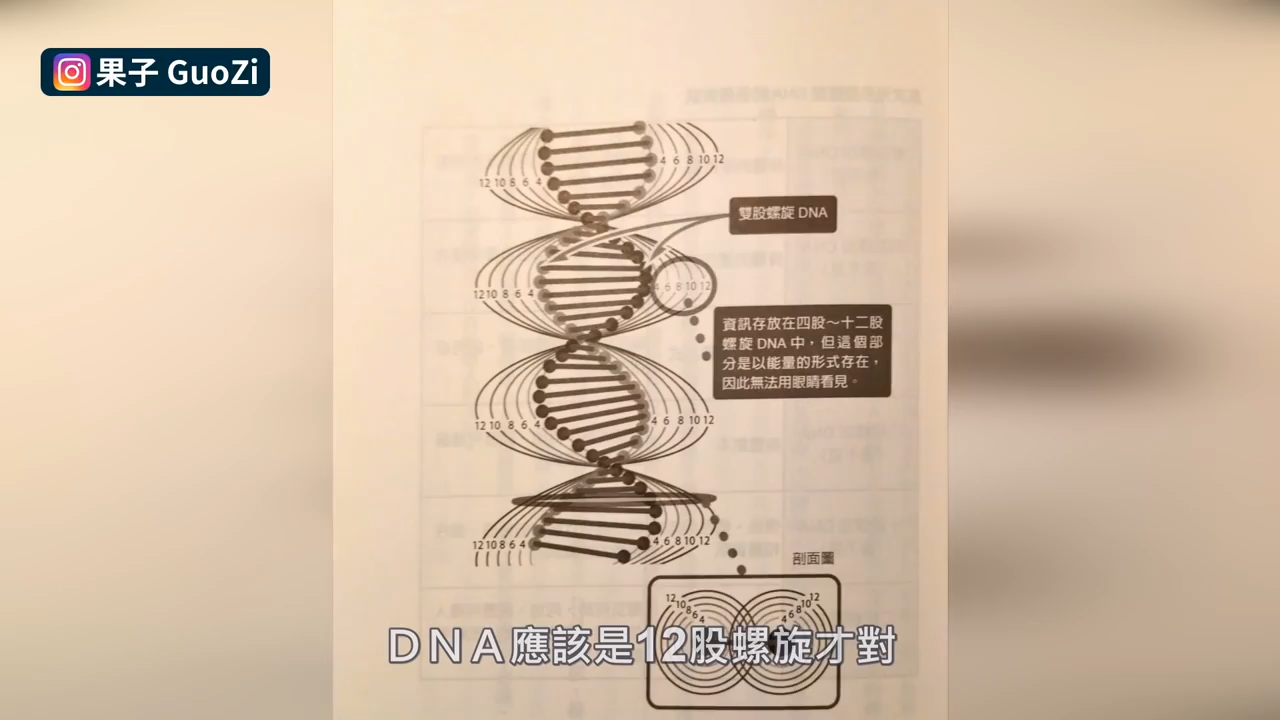 果子 GuoZi
4 6 8 10 12
12 10 8 6 4
雙股螺旋 DNA
4 6 8 10 12
12 10 8 6 4
資訊存放在四股～十二股
螺旋 DNA 中，但這個部
分是以能量的形式存在，
因此無法用眼睛看見。
4 6 8 10 12
12 10 8 6 4
4 6 8 10 12
12 10 8 6 4
剖面圖
12 10 8 6 4
4 6 8 10 12
DNA應該是12股螺旋才對